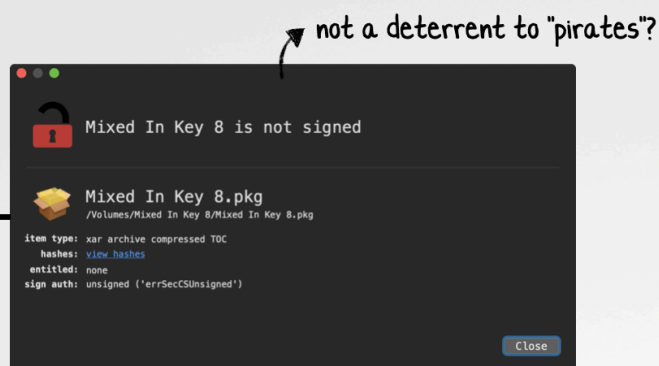 not a deterrent to "pirates"?
Mixed In Key 8 is not signed
Mixed In Key 8.pkg
/Volumes/Mixed In Key 8/Mixed In Key 8.pkg
item type: xar archive compressed TOC
hashes: view hashes
entitled: none
sign auth: unsigned ('errSecCSUnsigned')
Close